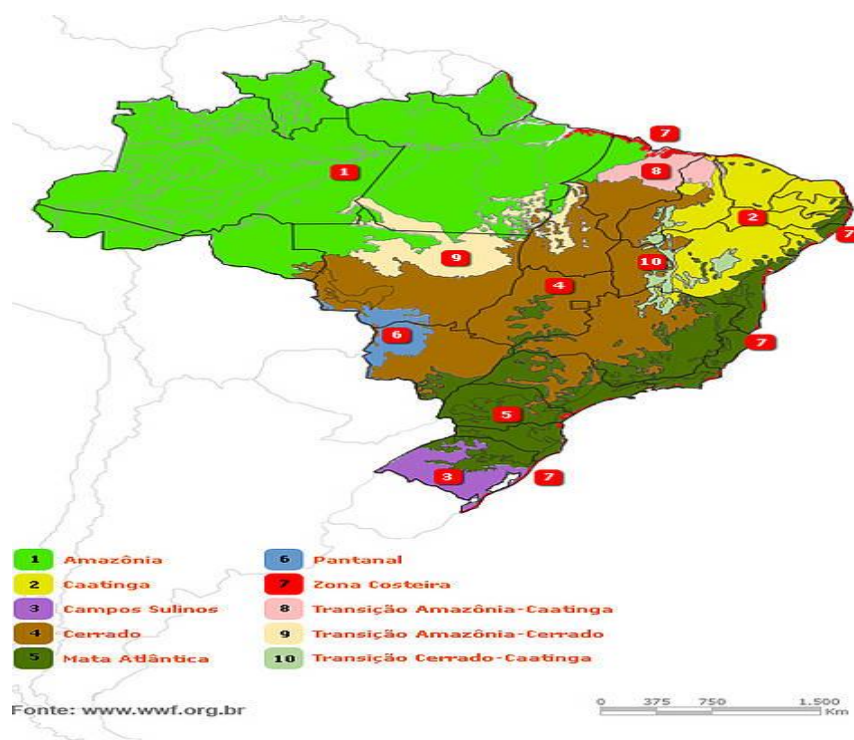 7
8
1
2
7
10
9
4
6
7
5
3
7
1 Amazônia
2 Caatinga
3 Campos Sulinos
4 Cerrado
5 Mata Atlântica
6 Pantanal
7 Zona Costeira
8 Transição Amazônia-Caatinga
9 Transição Amazônia-Cerrado
10 Transição Cerrado-Caatinga
Fonte: www.wwf.org.br
0 375 750 1.500
Km